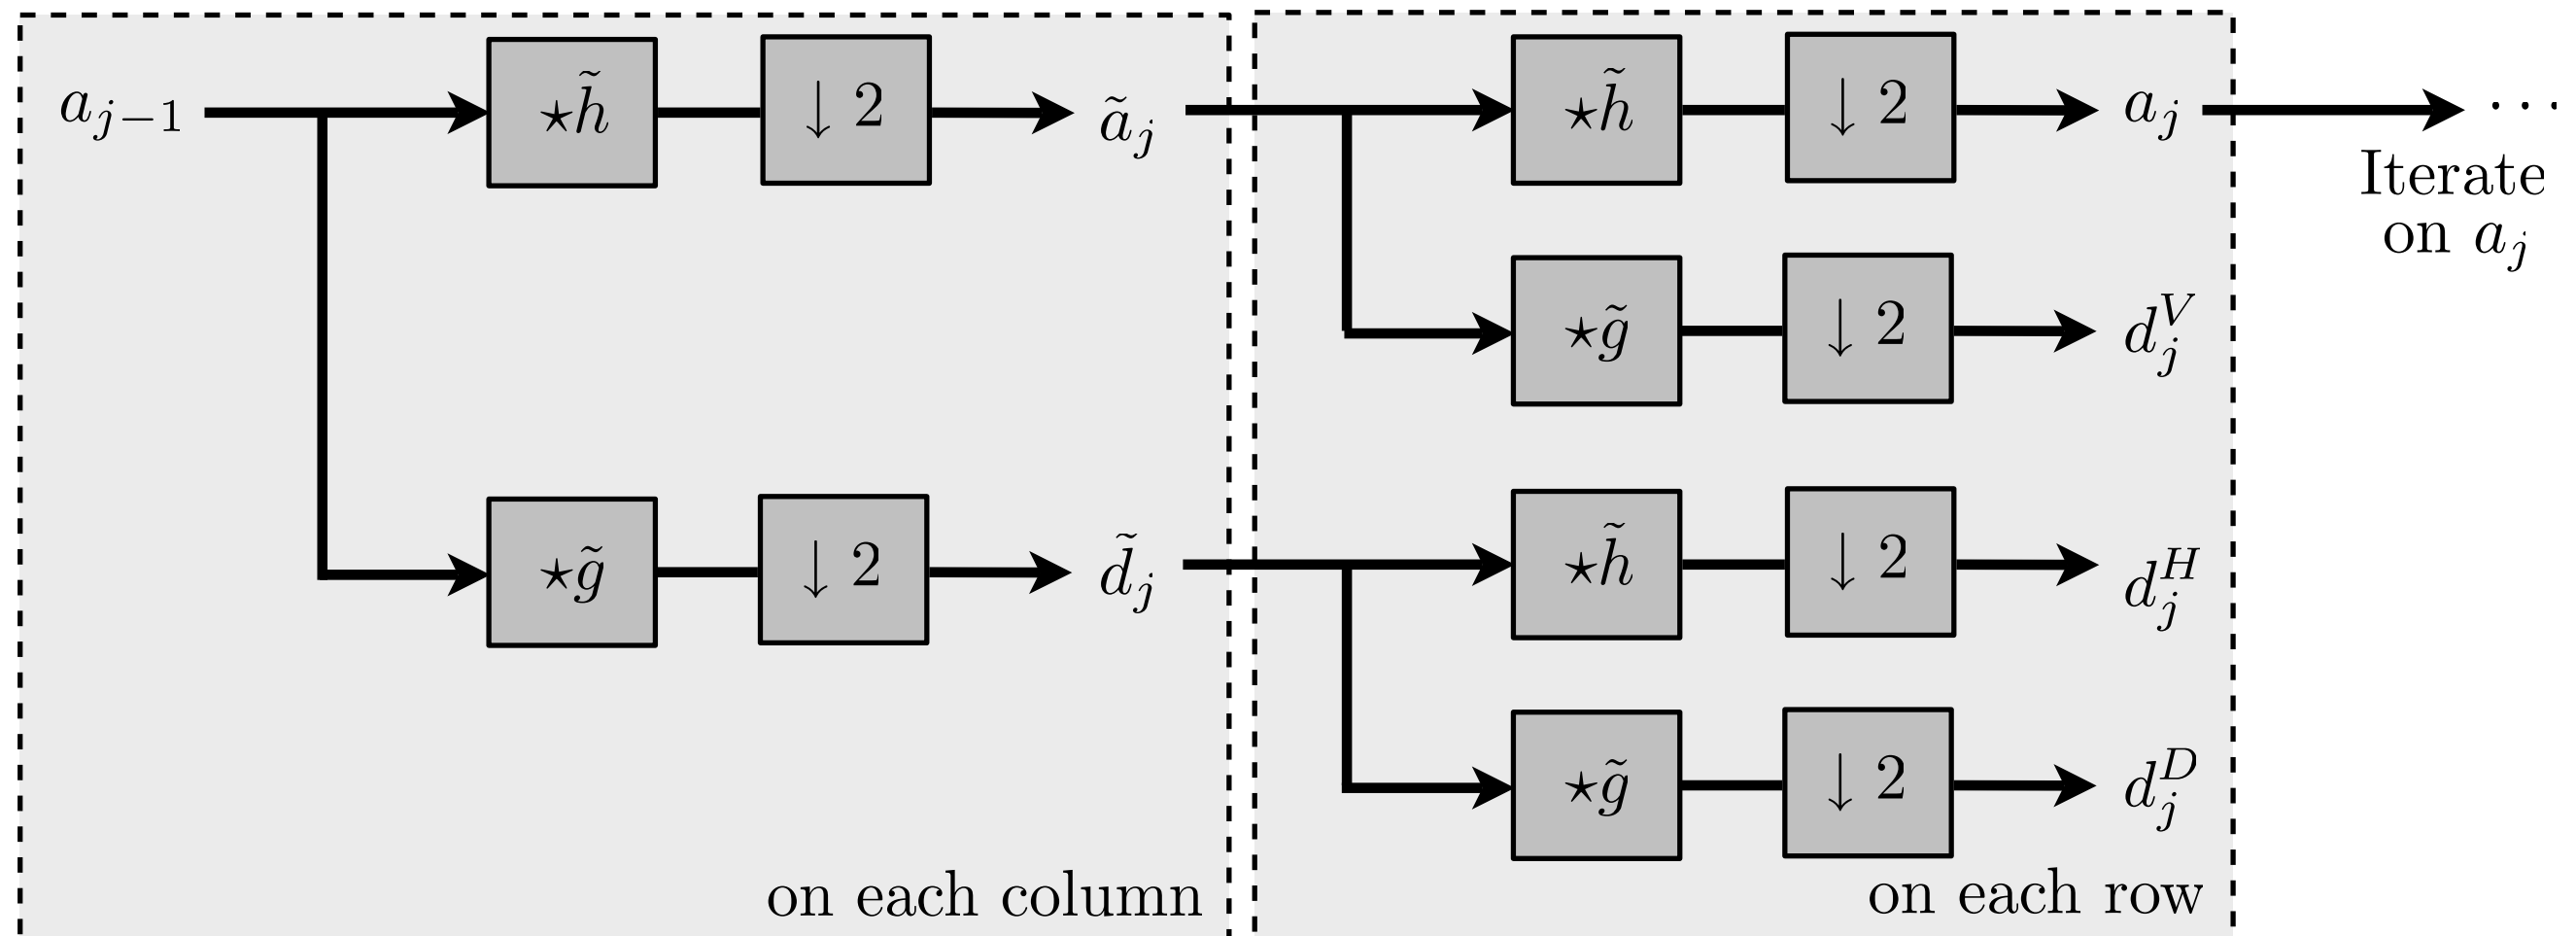 a_{j−1} ⋆h̃ ↓ 2 ã_j ⋆h̃ ↓ 2 a_j ···
Iterate
on a_j
⋆g̃ ↓ 2 d_j^V
⋆g̃ ↓ 2 d̃_j ⋆h̃ ↓ 2 d_j^H
⋆g̃ ↓ 2 d_j^D
on each column on each row